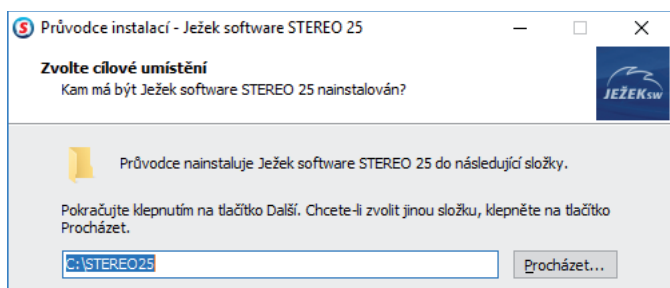 Průvodce instalací - Ježek software STEREO 25
Zvolte cílové umístění
Kam má být Ježek software STEREO 25 nainstalován?
JEŽEKSW
Průvodce nainstaluje Ježek software STEREO 25 do následující složky.
Pokračujte klepnutím na tlačítko Další. Chcete-li zvolit jinou složku, klepněte na tlačítko
Procházet.
C:\STEREO25
Procházet...